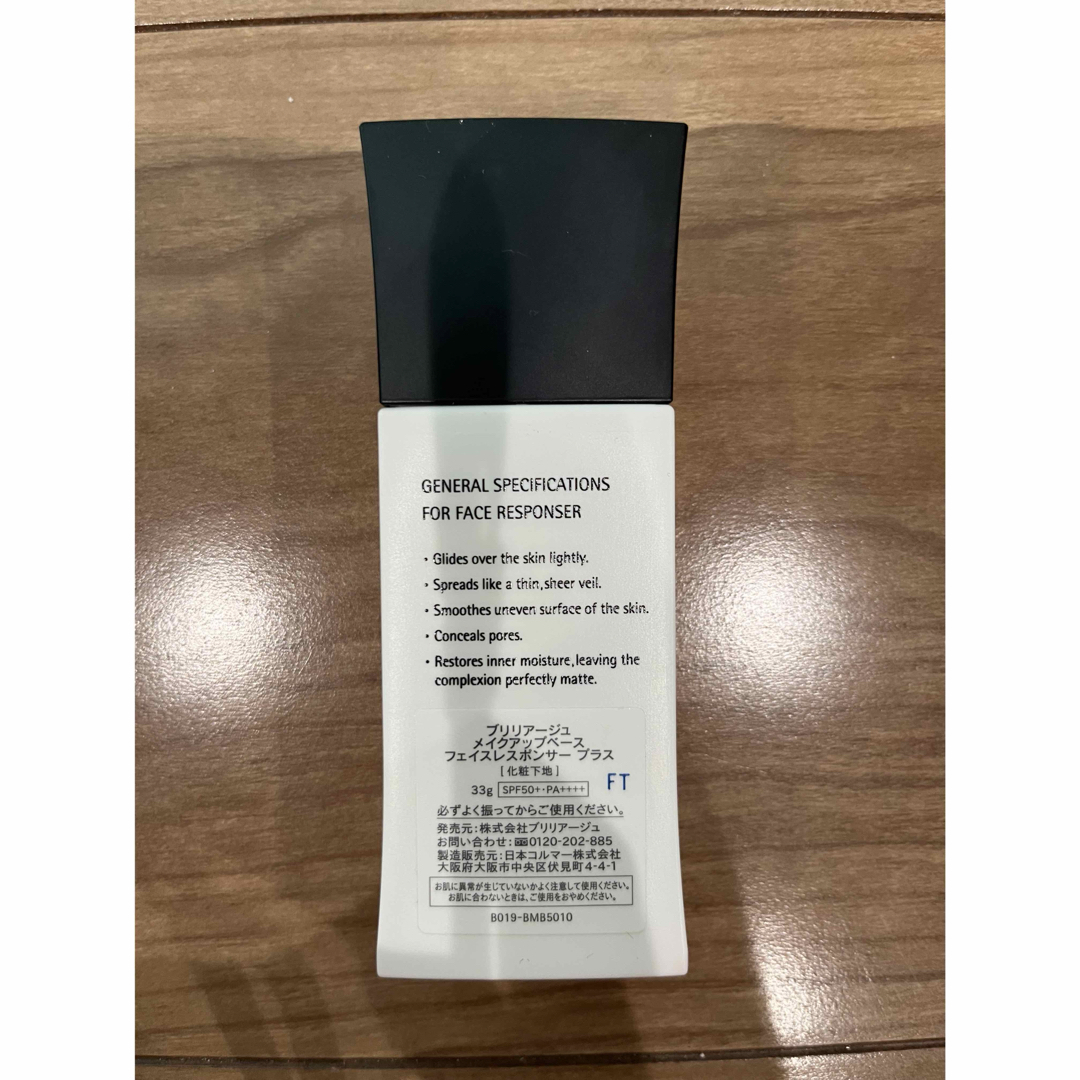 GENERAL SPECIFICATIONS
FOR FACE RESPONSER
・Glides over the skin lightly.
・Spreads like a thin,sheer veil.
・Smoothes uneven surface of the skin.
・Conceals pores.
・Restores inner moisture,leaving the
complexion perfectly matte.
ブリリアージュ
メイクアップベース
フェイスレスポンサー プラス
[化粧下地]
33g SPF50+・PA++++
FT
必ずよく振ってからご使用ください。
発売元:株式会社ブリリアージュ
お問い合わせ:0120-202-885
製造販売元:日本コルマー株式会社
大阪府大阪市中央区伏見町4-4-1
お肌に異常が生じていないかよく注意して使用ください。
お肌に合わないときは、ご使用をおやめください。
B019-BMB5010